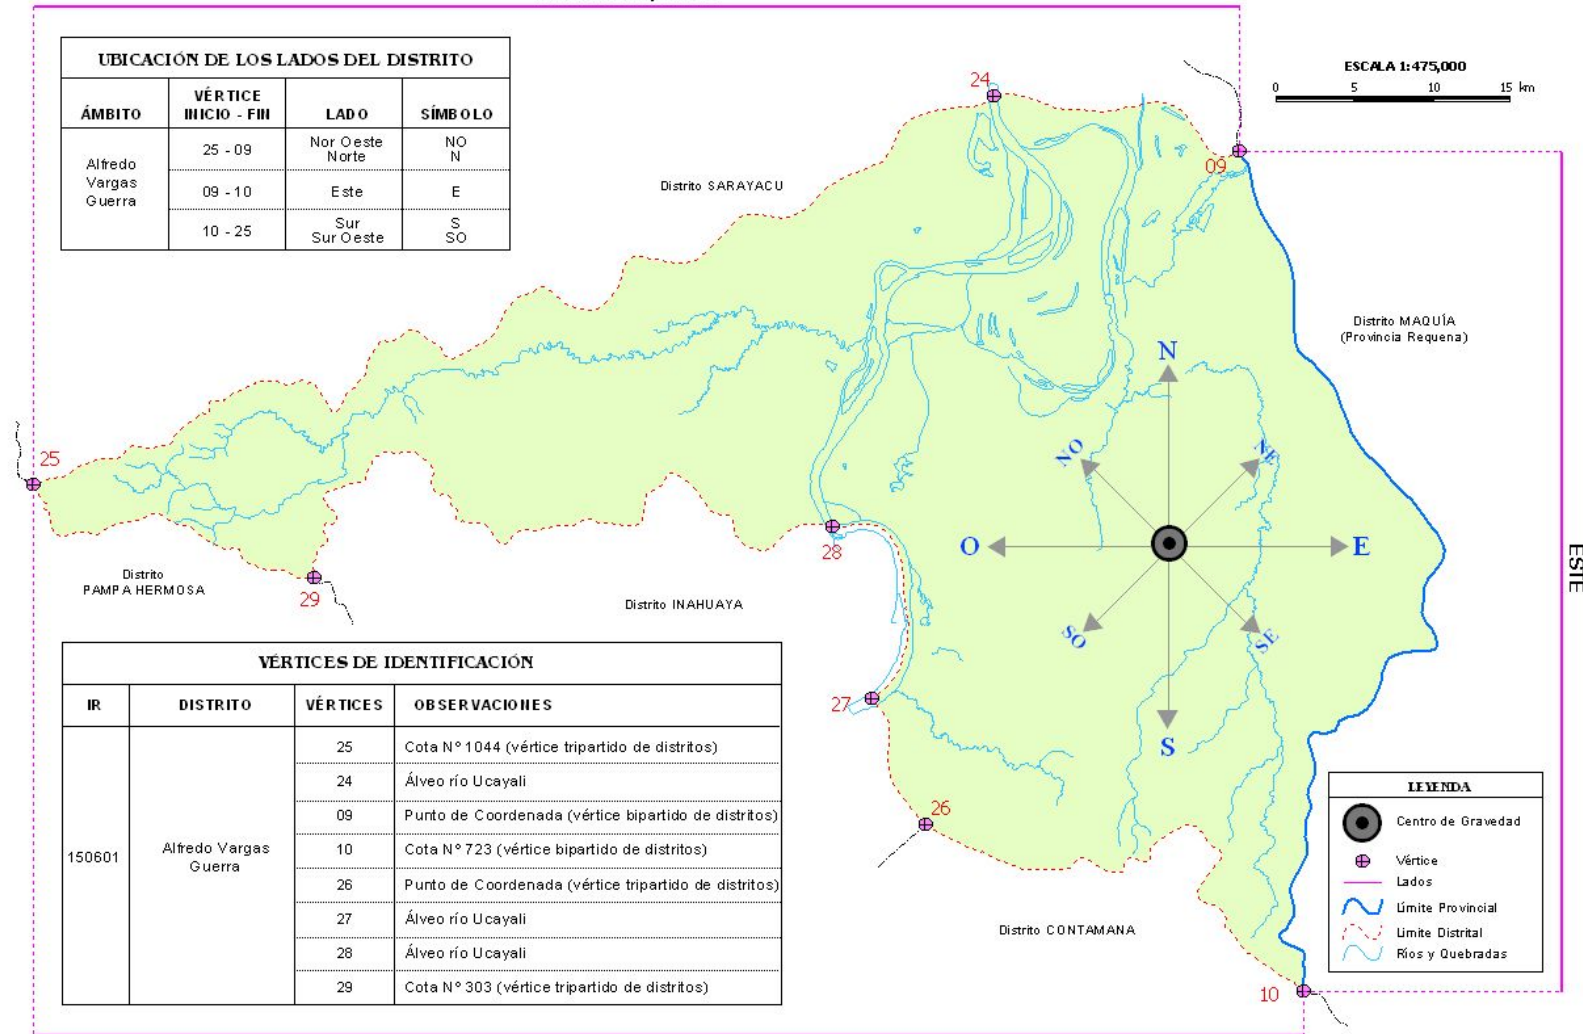 UBICACIÓN DE LOS LADOS DEL DISTRITO
ÁMBITO
VÉRTICE
INICIO - FIN
LADO
SÍMBOLO
Alfredo
Vargas
Guerra
25 - 09
Nor Oeste
Norte
NO
N
09 - 10
Este
E
10 - 25
Sur
Sur Oeste
S
SO
ESCALA 1:475,000
0 5 10 15 km
24
09
Distrito SARAYACU
Distrito MAQUÍA
(Provincia Requena)
N
NO
NE
O
E
SO
SE
S
25
28
29
27
26
10
Distrito
PAMPA HERMOSA
Distrito INAHUAYA
Distrito CONTAMANA
ESTE
VÉRTICES DE IDENTIFICACIÓN
IR DISTRITO VÉRTICES OBSERVACIONES
150601
Alfredo Vargas
Guerra
25 Cota Nº 1044 (vértice tripartido de distritos)
24 Álveo río Ucayali
09 Punto de Coordenada (vértice bipartido de distritos)
10 Cota Nº 723 (vértice bipartido de distritos)
26 Punto de Coordenada (vértice tripartido de distritos)
27 Álveo río Ucayali
28 Álveo río Ucayali
29 Cota Nº 303 (vértice tripartido de distritos)
LEYENDA
Centro de Gravedad
Vértice
Lados
Límite Provincial
Límite Distrital
Ríos y Quebradas